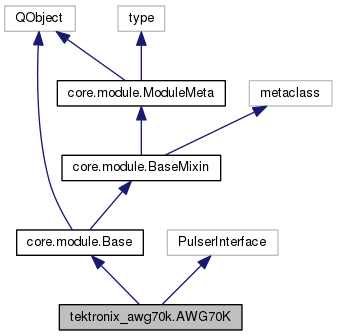 QObject
type
core.module.ModuleMeta
metaclass
core.module.BaseMixin
core.module.Base
PulserInterface
tektronix_awg70k.AWG70K